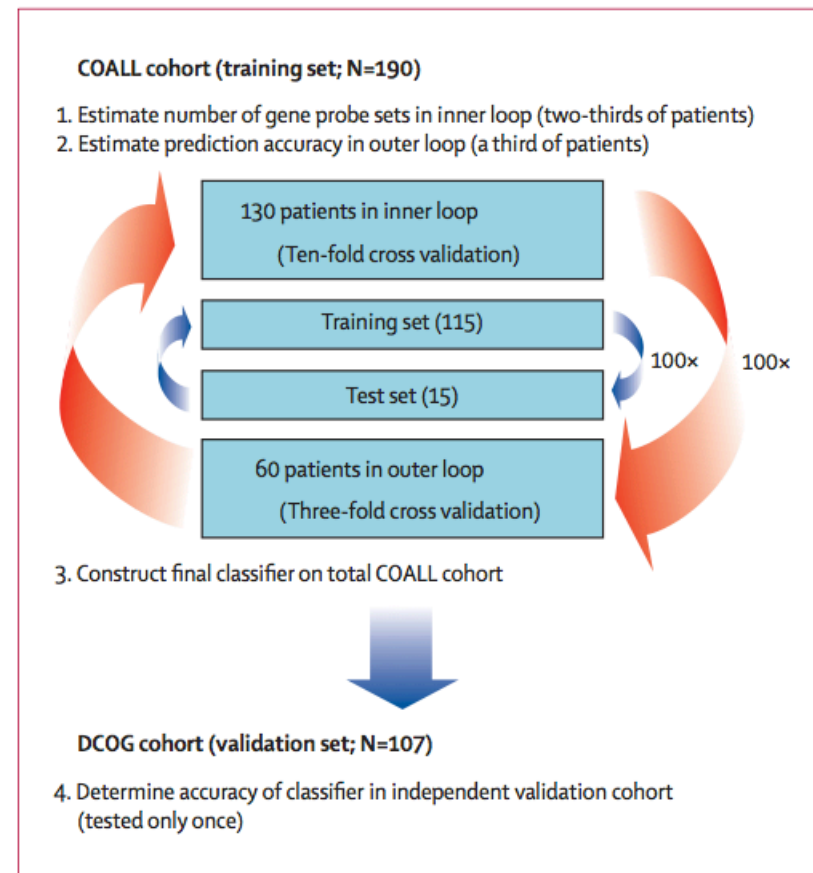 COALL cohort (training set; N=190)
1. Estimate number of gene probe sets in inner loop (two-thirds of patients)
2. Estimate prediction accuracy in outer loop (a third of patients)
130 patients in inner loop
(Ten-fold cross validation)
Training set (115)
100×
100×
Test set (15)
60 patients in outer loop
(Three-fold cross validation)
3. Construct final classifier on total COALL cohort
DCOG cohort (validation set; N=107)
4. Determine accuracy of classifier in independent validation cohort
(tested only once)